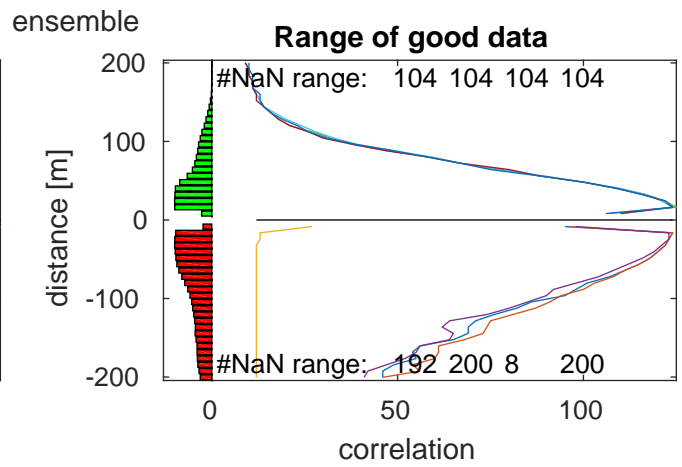 ensemble
Range of good data
200
#NaN range: 104 104 104 104
100
0
-100
-200
#NaN range: 192 200 8 200
distance [m]
0 50 100
correlation